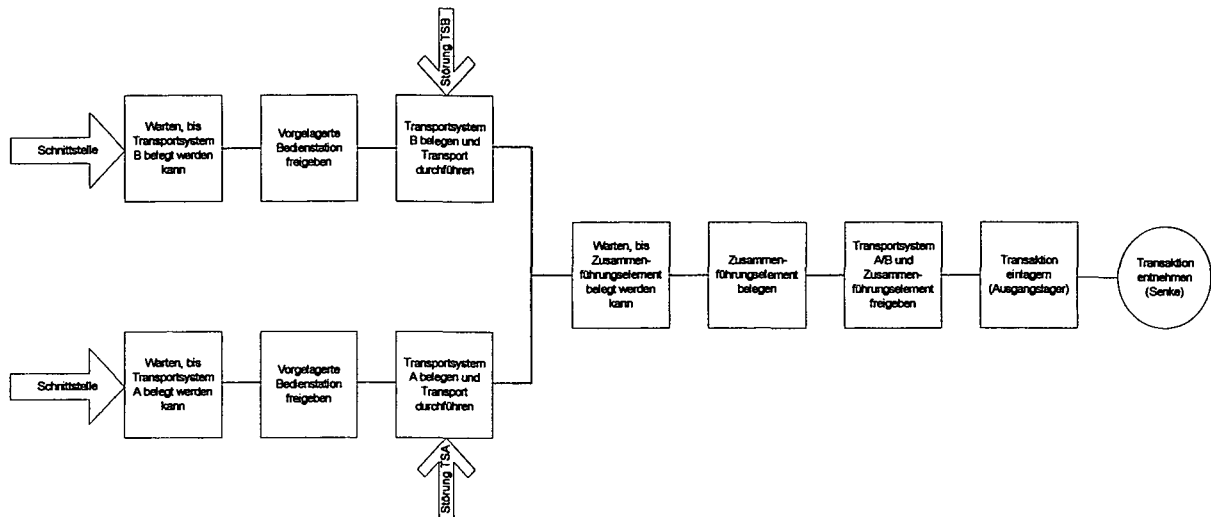 Störung TSB
Schnittstelle
Warten, bis
Transportsystem
B belegt werden
kann
Vorgelagerte
Bedienstation
freigeben
Transportsystem
B belegen und
Transport
durchführen
Warten, bis
Zusammen-
führungselement
belegt werden
kann
Zusammen-
führungselement
belegen
Transportsystem
A/B und
Zusammen-
führungselement
freigeben
Transaktion
einlagern
(Ausgangslager)
Transaktion
entnehmen
(Senke)
Schnittstelle
Warten, bis
Transportsystem
A belegt werden
kann
Vorgelagerte
Bedienstation
freigeben
Transportsystem
A belegen und
Transport
durchführen
Störung TSA